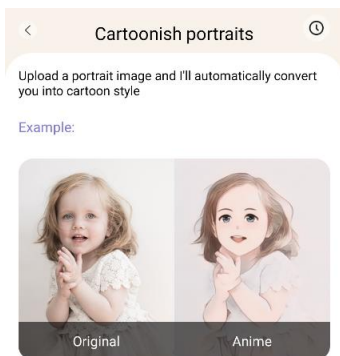 Cartoonish portraits
Upload a portrait image and I'll automatically convert
you into cartoon style
Example:
Original
Anime